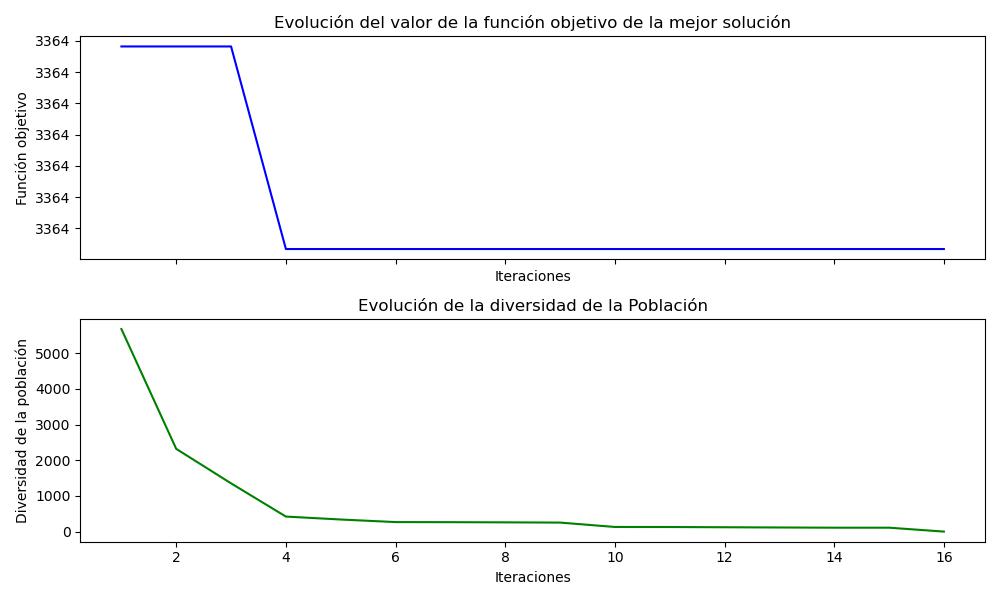 Evolución del valor de la función objetivo de la mejor solución
Función objetivo
3364
3364
3364
3364
3364
3364
3364
Iteraciones
Evolución de la diversidad de la Población
Diversidad de la población
5000
4000
3000
2000
1000
0
2 4 6 8 10 12 14 16
Iteraciones